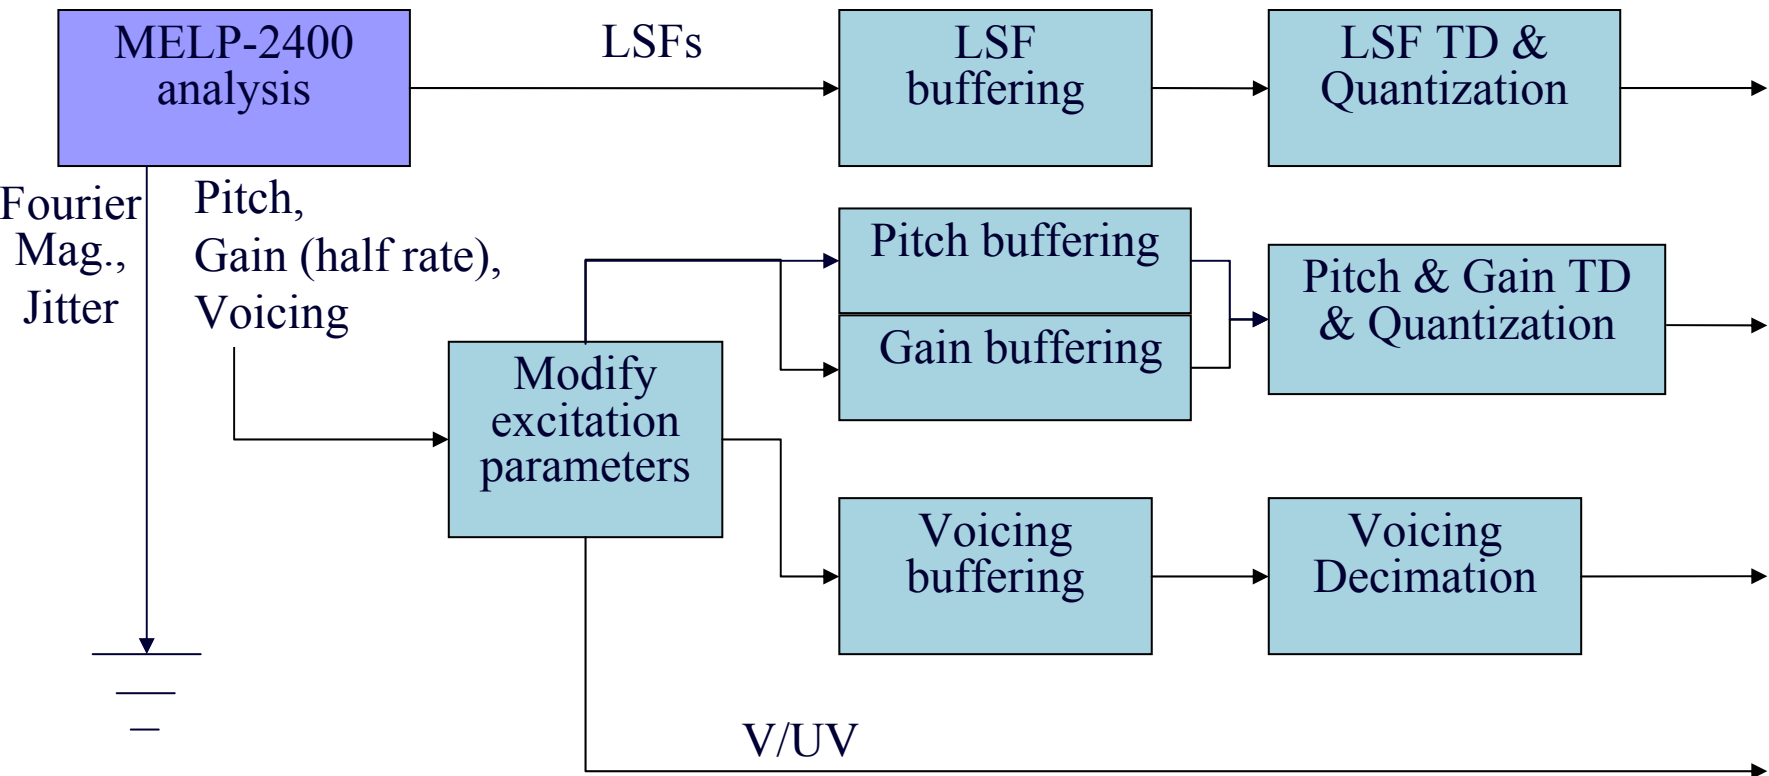 MELP-2400
analysis
LSFs
LSF
buffering
LSF TD &
Quantization
Fourier
Mag.,
Jitter
Pitch,
Gain (half rate),
Voicing
Pitch buffering
Gain buffering
Pitch & Gain TD
& Quantization
Modify
excitation
parameters
Voicing
buffering
Voicing
Decimation
V/UV